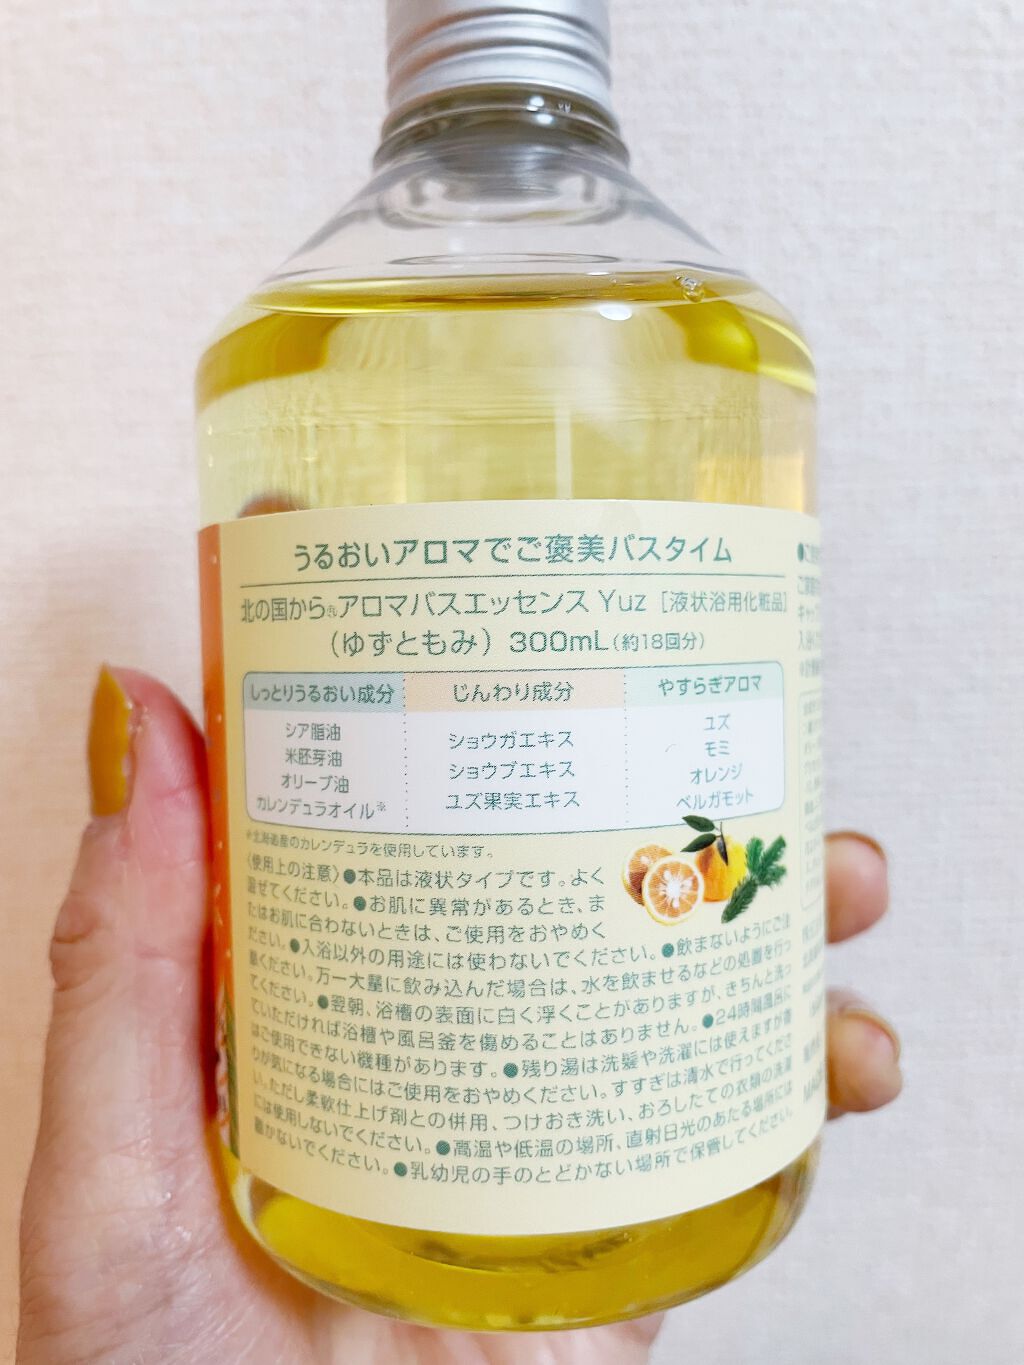 うるおいアロマでご褒美バスタイム
北の国から®アロマバスエッセンス Yuz［液状浴用化粧品］
（ゆずともみ）300mL（約18回分）
しっとりうるおい成分
シア脂油
米胚芽油
オリーブ油
カレンデュラオイル※
じんわり成分
ショウガエキス
ショウブエキス
ユズ果実エキス
やすらぎアロマ
ユズ
モミ
オレンジ
ベルガモット
※北海道産のカレンデュラを使用しています。
〈使用上の注意〉●本品は液状タイプです。よく
混ぜてください。●お肌に異常があるとき、ま
たはお肌に合わないときは、ご使用をおやめく
ださい。●入浴以外の用途には使わないでください。●飲まないようにご注
意ください。万一大量に飲み込んだ場合は、水を飲ませるなどの処置を行っ
てください。●翌朝、浴槽の表面に白く浮くことがありますが、きちんと洗っ
ていただければ浴槽や風呂釜を傷めることはありません。●24時間風呂に
はご使用できない機種があります。●残り湯は洗髪や洗濯には使えますが香
りが気になる場合にはご使用をおやめください。すすぎは清水で行ってくださ
い。ただし柔軟仕上げ剤との併用、つけおき洗い、おろしたての衣類の洗濯
には使用しないでください。●高温や低温の場所、直射日光のあたる場所には
置かないでください。●乳幼児の手のとどかない場所で保管してください。